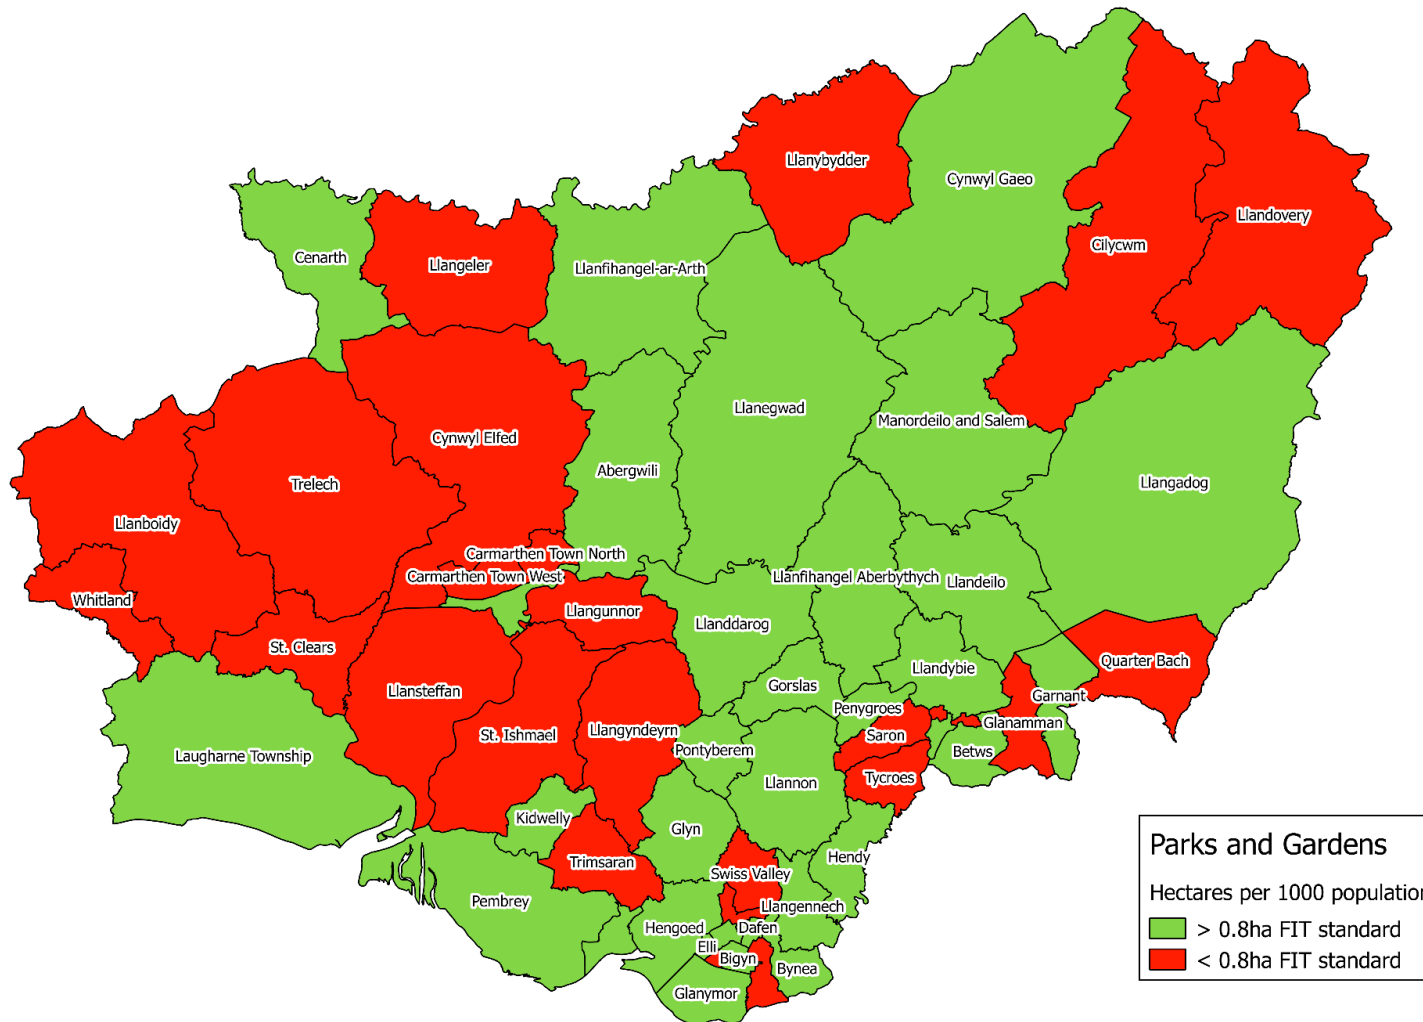 Llanybydder
Cynwyl Gaeo
Llandovery
Cilycwm
Cenarth
Llangeler
Llanfihangel-ar-Arth
Llanegwad
Manordeilo and Salem
Cynwyl Elfed
Abergwili
Trelech
Llangadog
Llanboidy
Carmarthen Town North
Carmarthen Town West
Llanfihangel Aberbythych
Llandeilo
Whitland
Llangunnor
Llanddarog
St. Clears
Quarter Bach
Llandybie
Gorslas
Llansteffan
Garnant
Penygroes
Glanamman
Llangyndeyrn
St. Ishmael
Saron
Pontyberem
Betws
Laugharne Township
Tycroes
Llannon
Kidwelly
Glyn
Hendy
Trimsaran
Swiss Valley
Pembrey
Llangennech
Hengoed
Dafen
Elli
Bigyn
Bynea
Glanymor
Parks and Gardens
Hectares per 1000 population
> 0.8ha FIT standard
< 0.8ha FIT standard